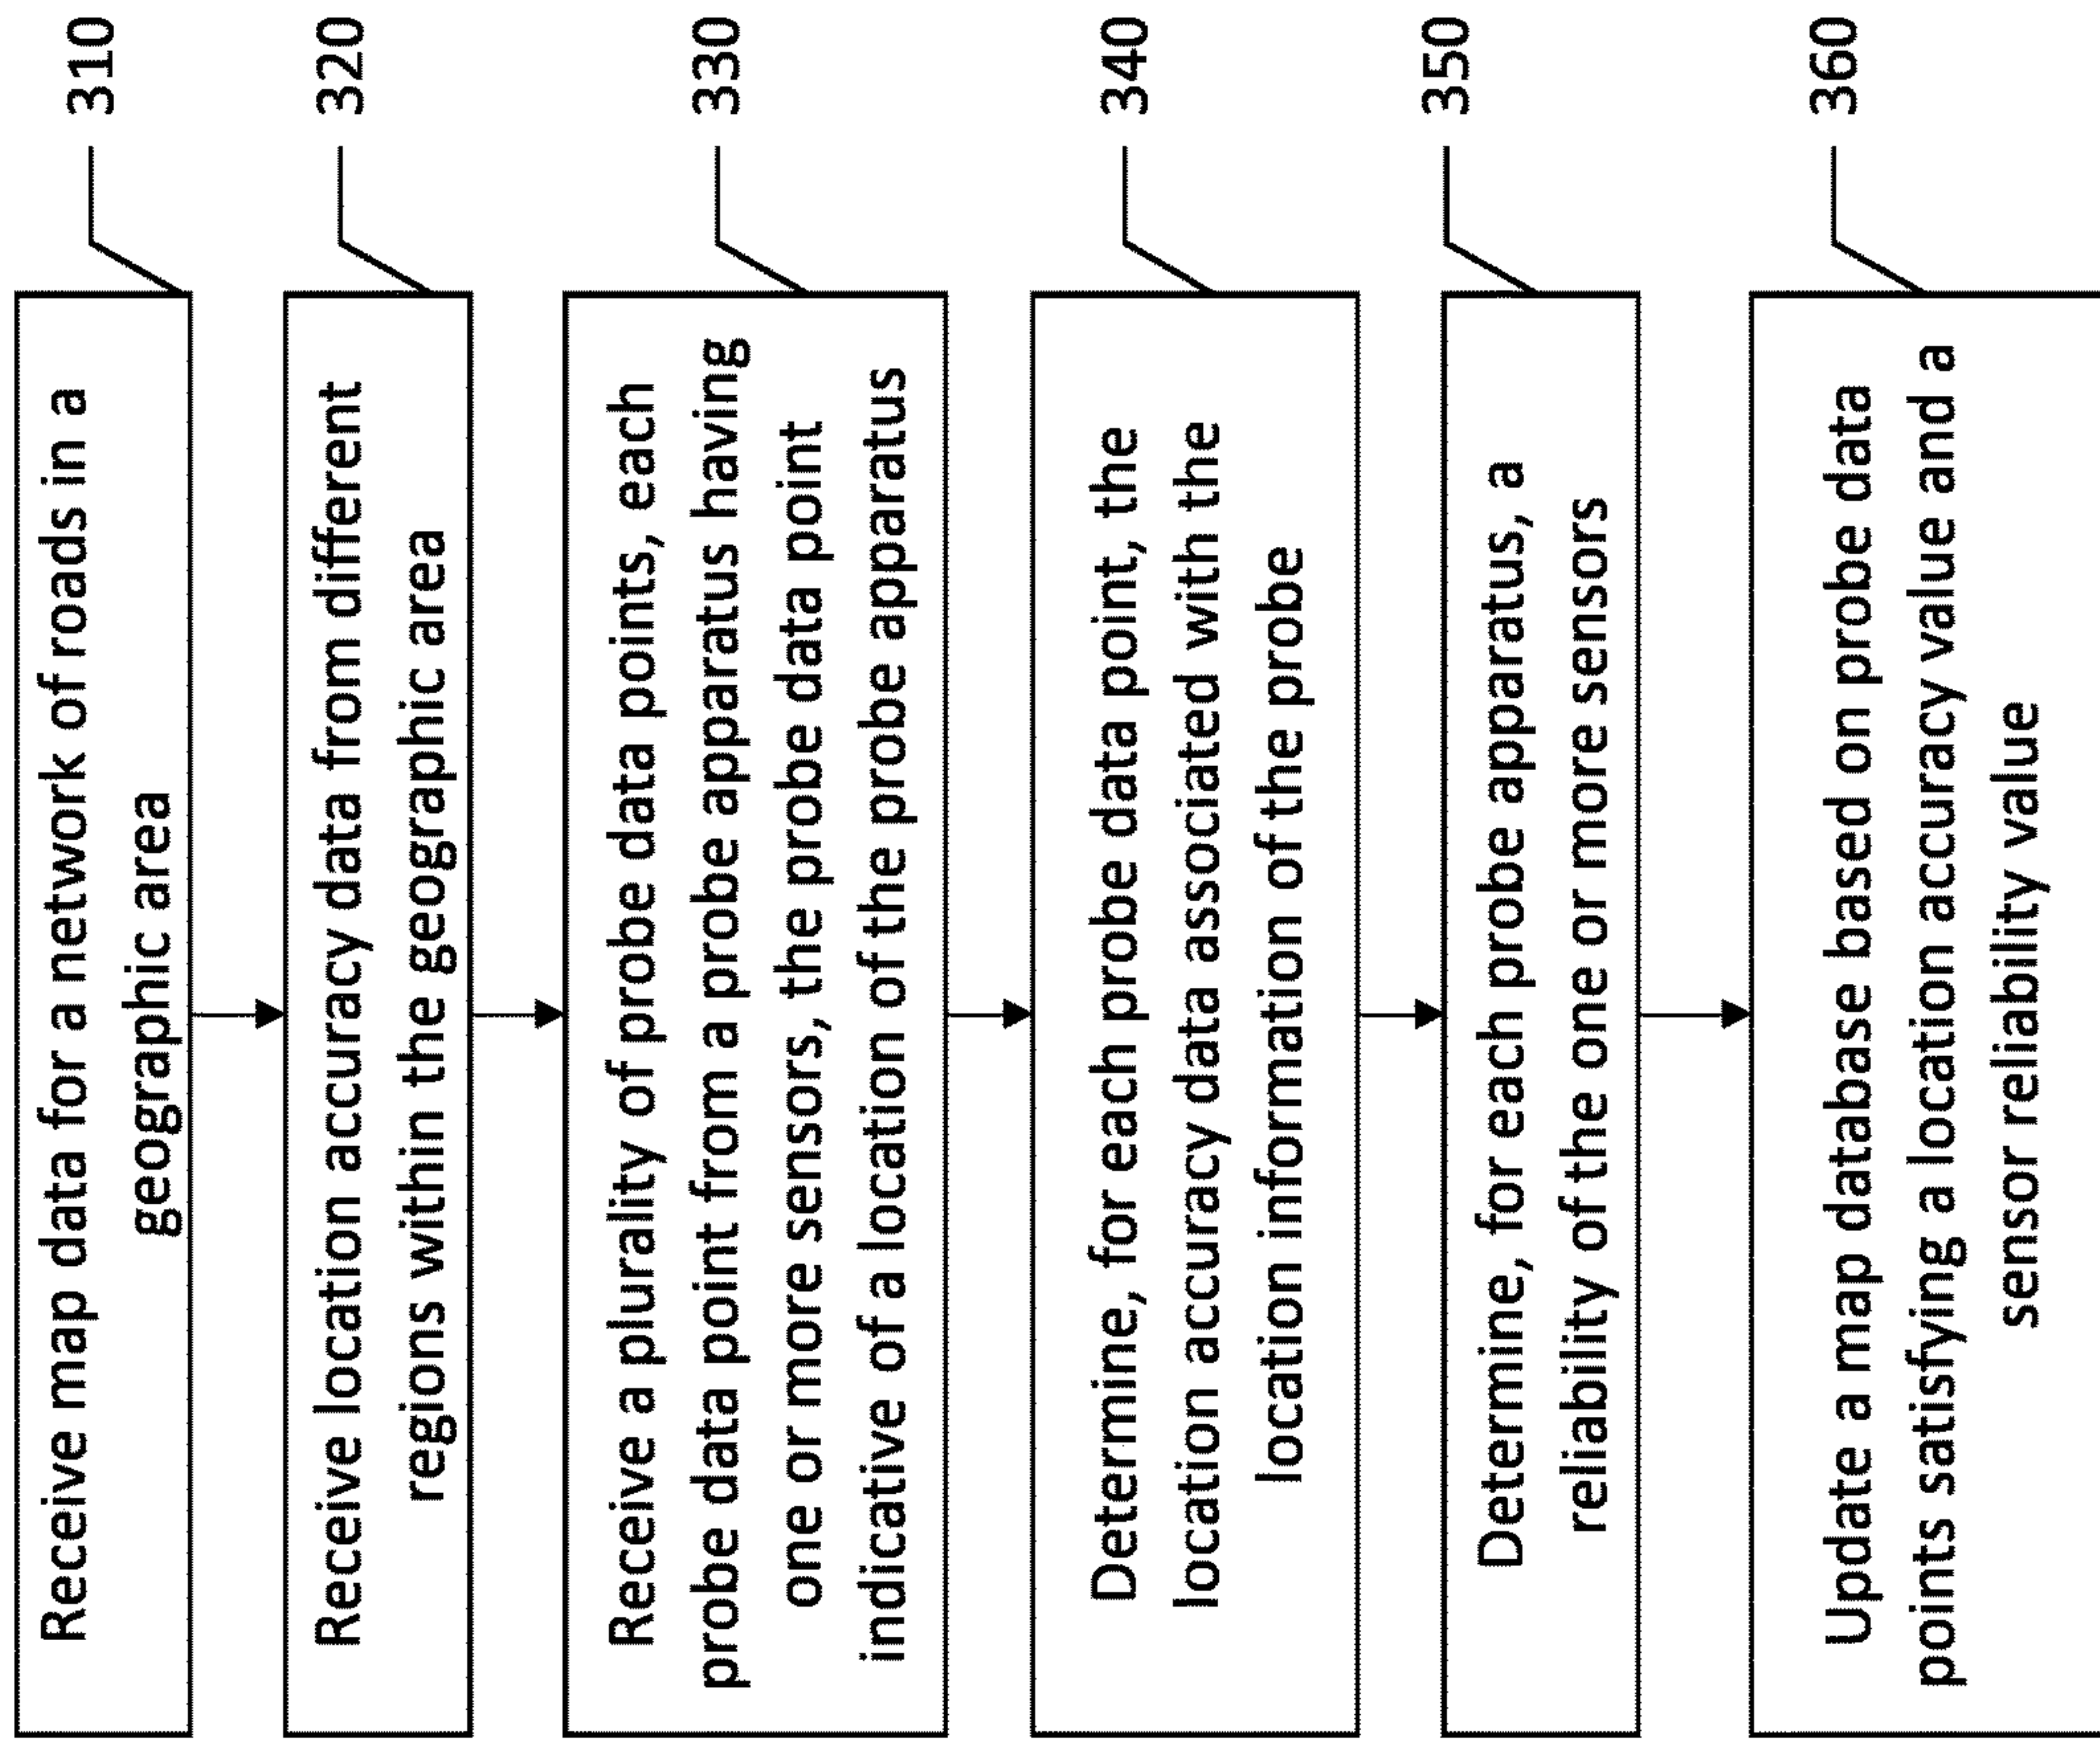 Receive map data for a network of roads in a
geographic area
310
Receive location accuracy data from different
regions within the geographic area
320
Receive a plurality of probe data points, each
probe data point from a probe apparatus having
one or more sensors, the probe data point
indicative of a location of the probe apparatus
330
Determine, for each probe data point, the
location accuracy data associated with the
location information of the probe
340
Determine, for each probe apparatus, a
reliability of the one or more sensors
350
Update a map database based on probe data
points satisfying a location accuracy value and a
sensor reliability value
360